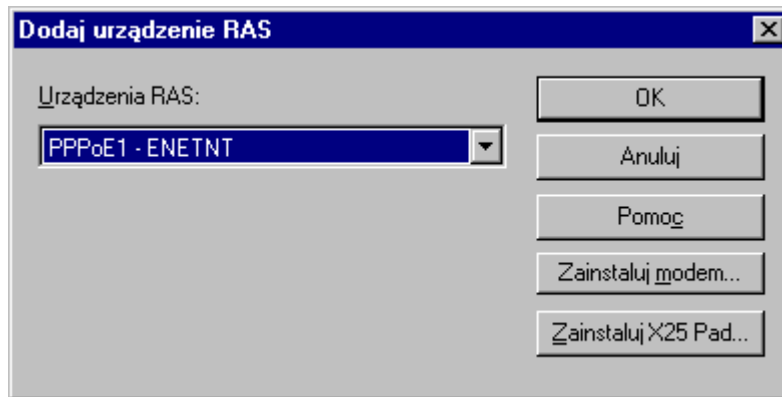 Dodaj urządzenie RAS
Urządzenia RAS:
PPPoE1 - ENETNT
OK
Anuluj
Pomoc
Zainstaluj modem...
Zainstaluj X25 Pad...